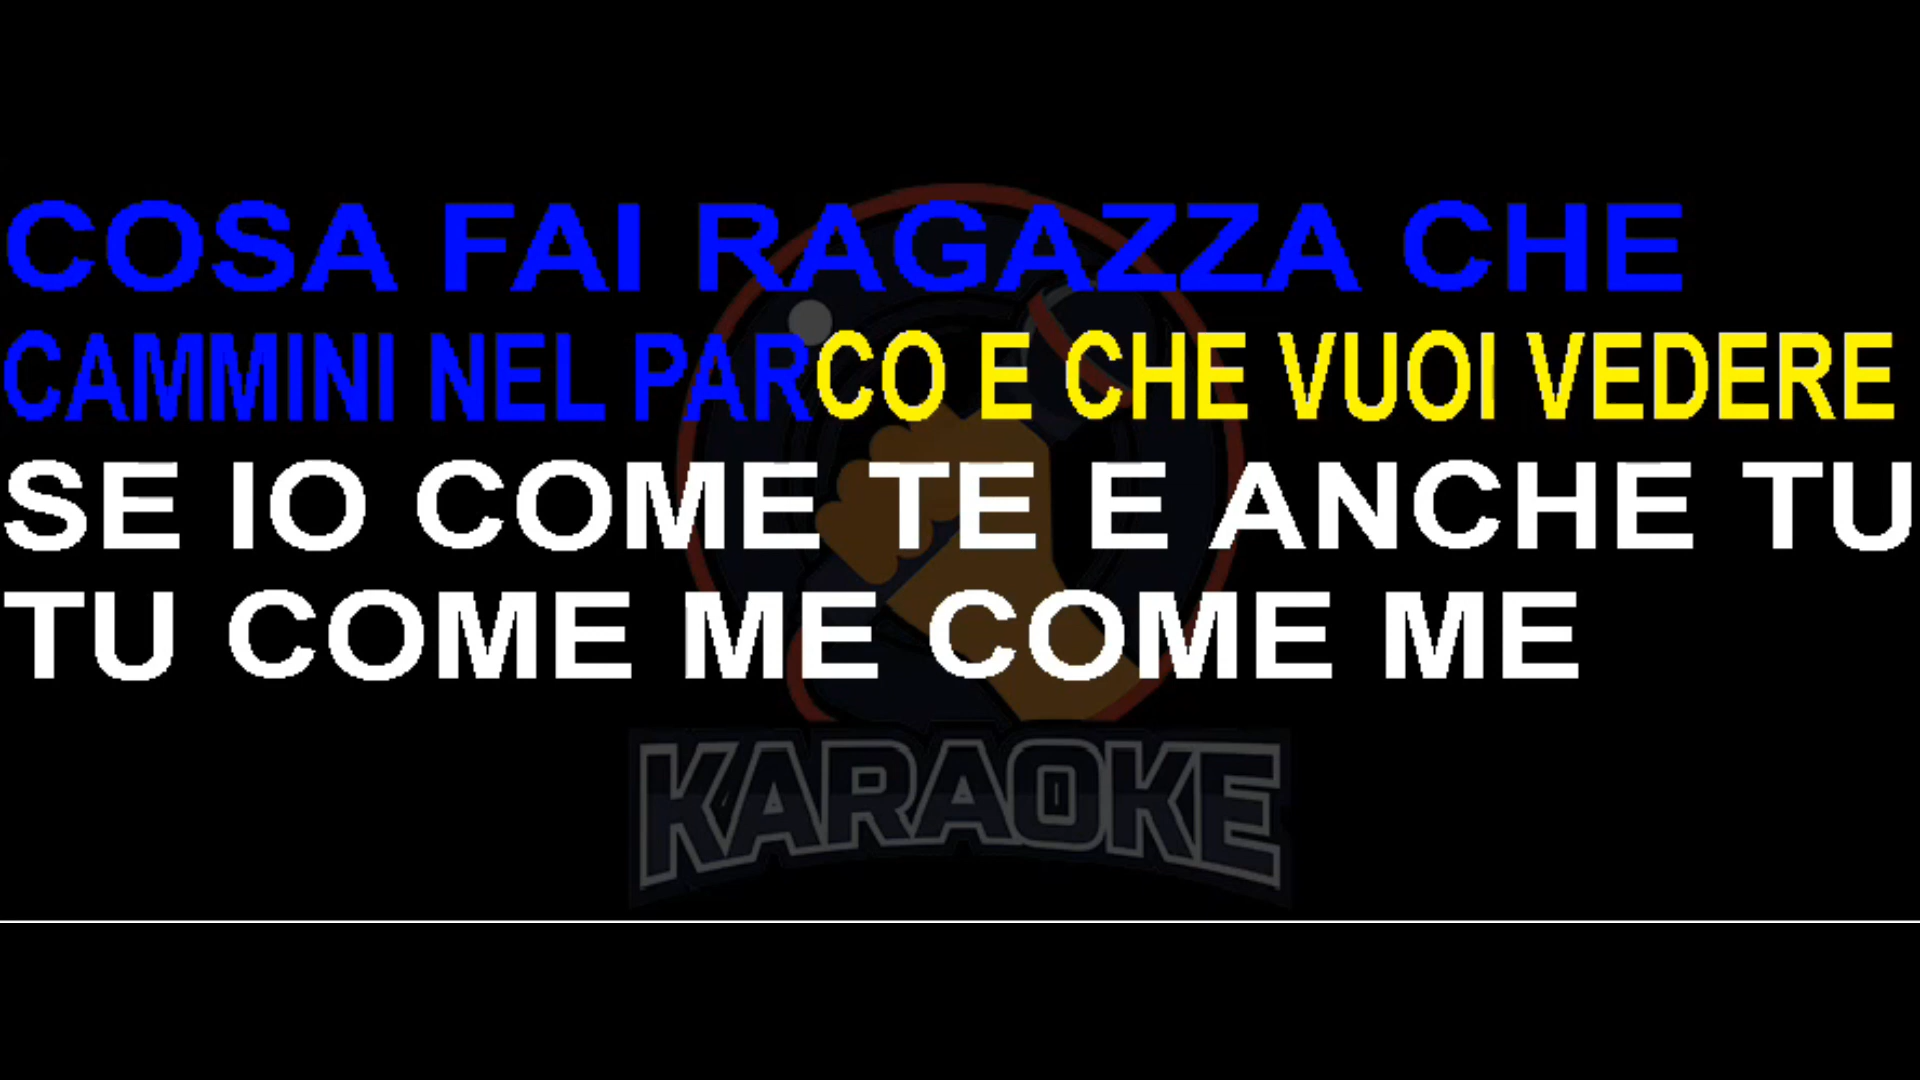 COSA FAI RAGAZZA CHE
CAMMINI NEL PARCO E CHE VUOI VEDERE
SE IO COME TE E ANCHE TU
TU COME ME COME ME
KARAOKE